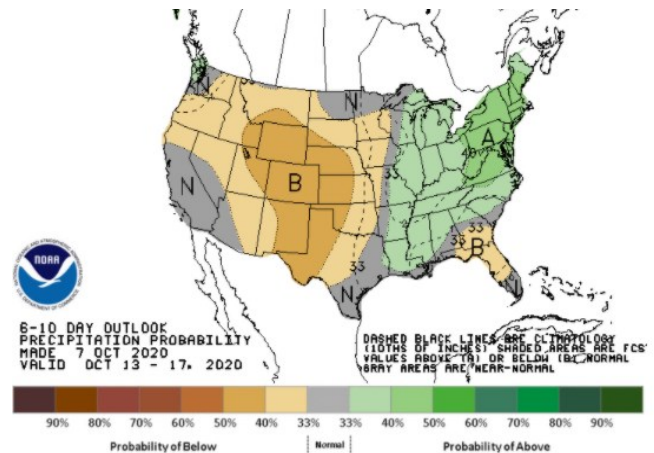 N
N
A
40
B
N
33
33
33
B
33
N
N
NOAA
6-10 DAY OUTLOOK
PRECIPITATION PROBABILITY
MADE 7 OCT 2020
VALID OCT 13 - 17, 2020
DASHED BLACK LINES ARE CLIMATOLOGY
(10THS OF INCHES) SHADED AREAS ARE FCST
VALUES ABOVE (A) OR BELOW (B) NORMAL
GRAY AREAS ARE NEAR-NORMAL
90% 80% 70% 60% 50% 40% 33% 33% 40% 50% 60% 70% 80% 90%
Probability of Below Normal Probability of Above